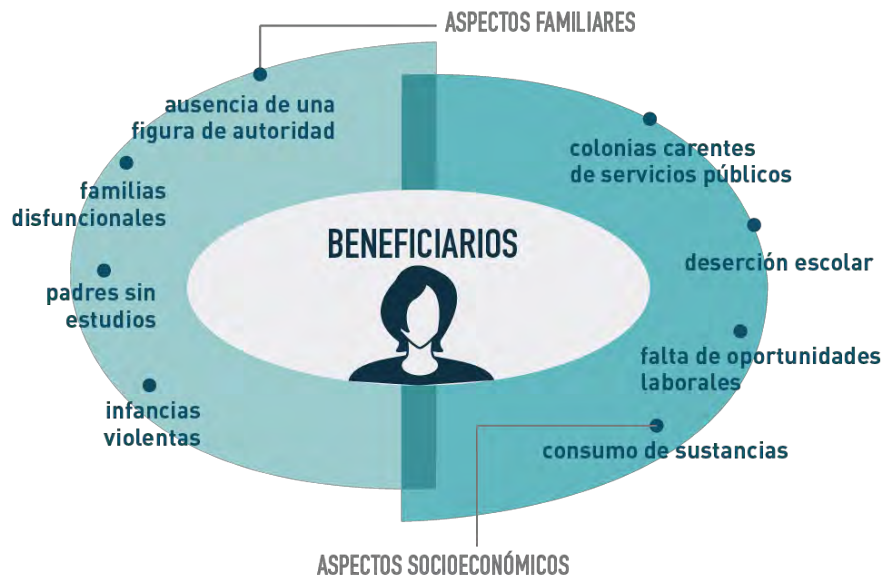 ASPECTOS FAMILIARES
ausencia de una
figura de autoridad
familias
disfuncionales
padres sin
estudios
infancias
violentas
BENEFICIARIOS
colonias carentes
de servicios públicos
deserción escolar
falta de oportunidades
laborales
consumo de sustancias
ASPECTOS SOCIOECONÓMICOS